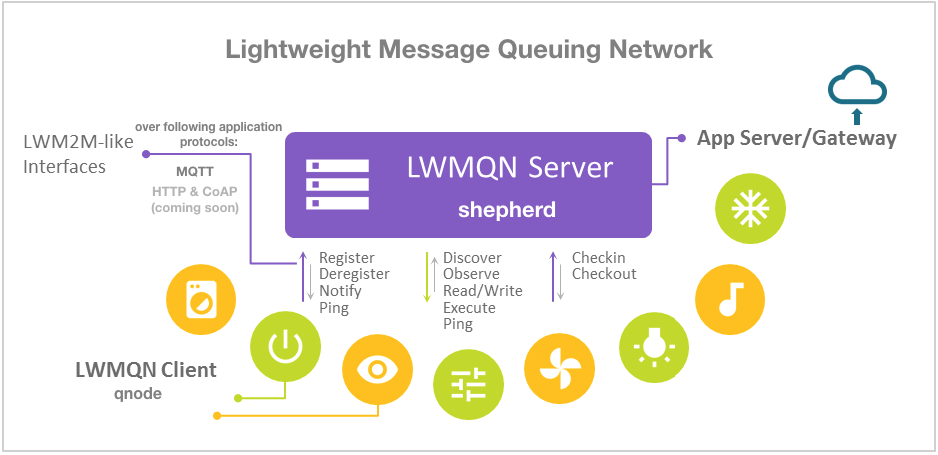 Lightweight Message Queuing Network
LWM2M-like
Interfaces
over following application
protocols:
MQTT
HTTP & CoAP
(coming soon)
LWMQN Server
shepherd
App Server/Gateway
Register
Deregister
Notify
Ping
Discover
Observe
Read/Write
Execute
Ping
Checkin
Checkout
LWMQN Client
qnode